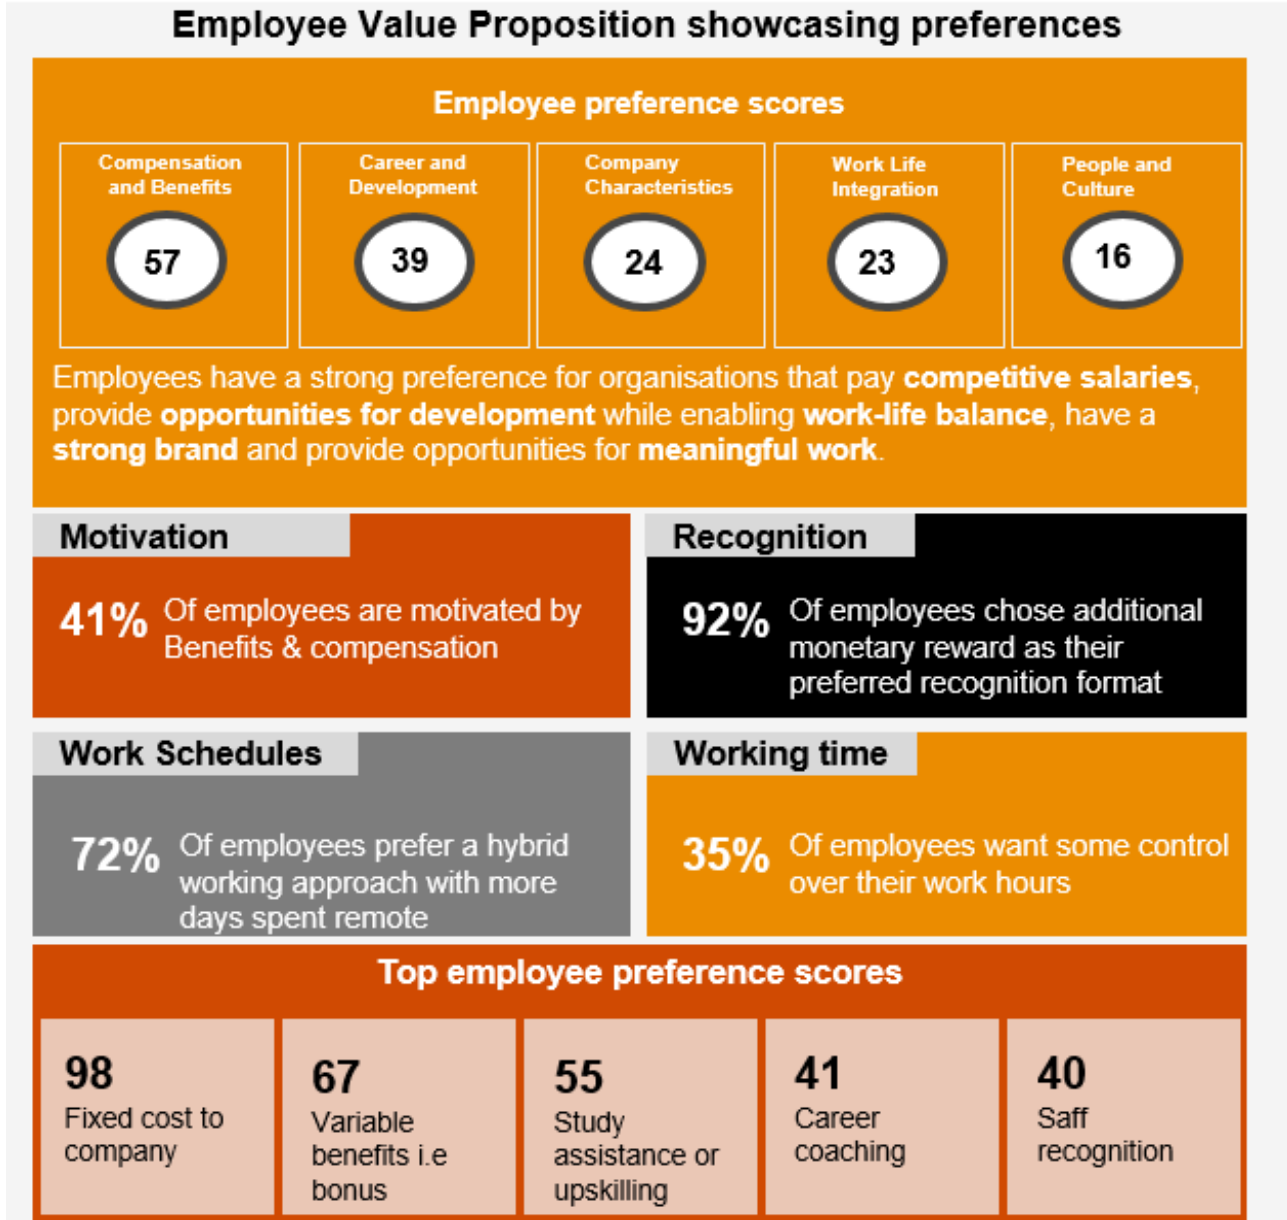 Employee Value Proposition showcasing preferences
Employee preference scores
Compensation
and Benefits
57
Career and
Development
39
Company
Characteristics
24
Work Life
Integration
23
People and
Culture
16
Employees have a strong preference for organisations that pay competitive salaries,
provide opportunities for development while enabling work-life balance, have a
strong brand and provide opportunities for meaningful work.
Motivation
41% Of employees are motivated by
Benefits & compensation
Recognition
92% Of employees chose additional
monetary reward as their
preferred recognition format
Work Schedules
72% Of employees prefer a hybrid
working approach with more
days spent remote
Working time
35% Of employees want some control
over their work hours
Top employee preference scores
98
Fixed cost to
company
67
Variable
benefits i.e
bonus
55
Study
assistance or
upskilling
41
Career
coaching
40
Saff
recognition